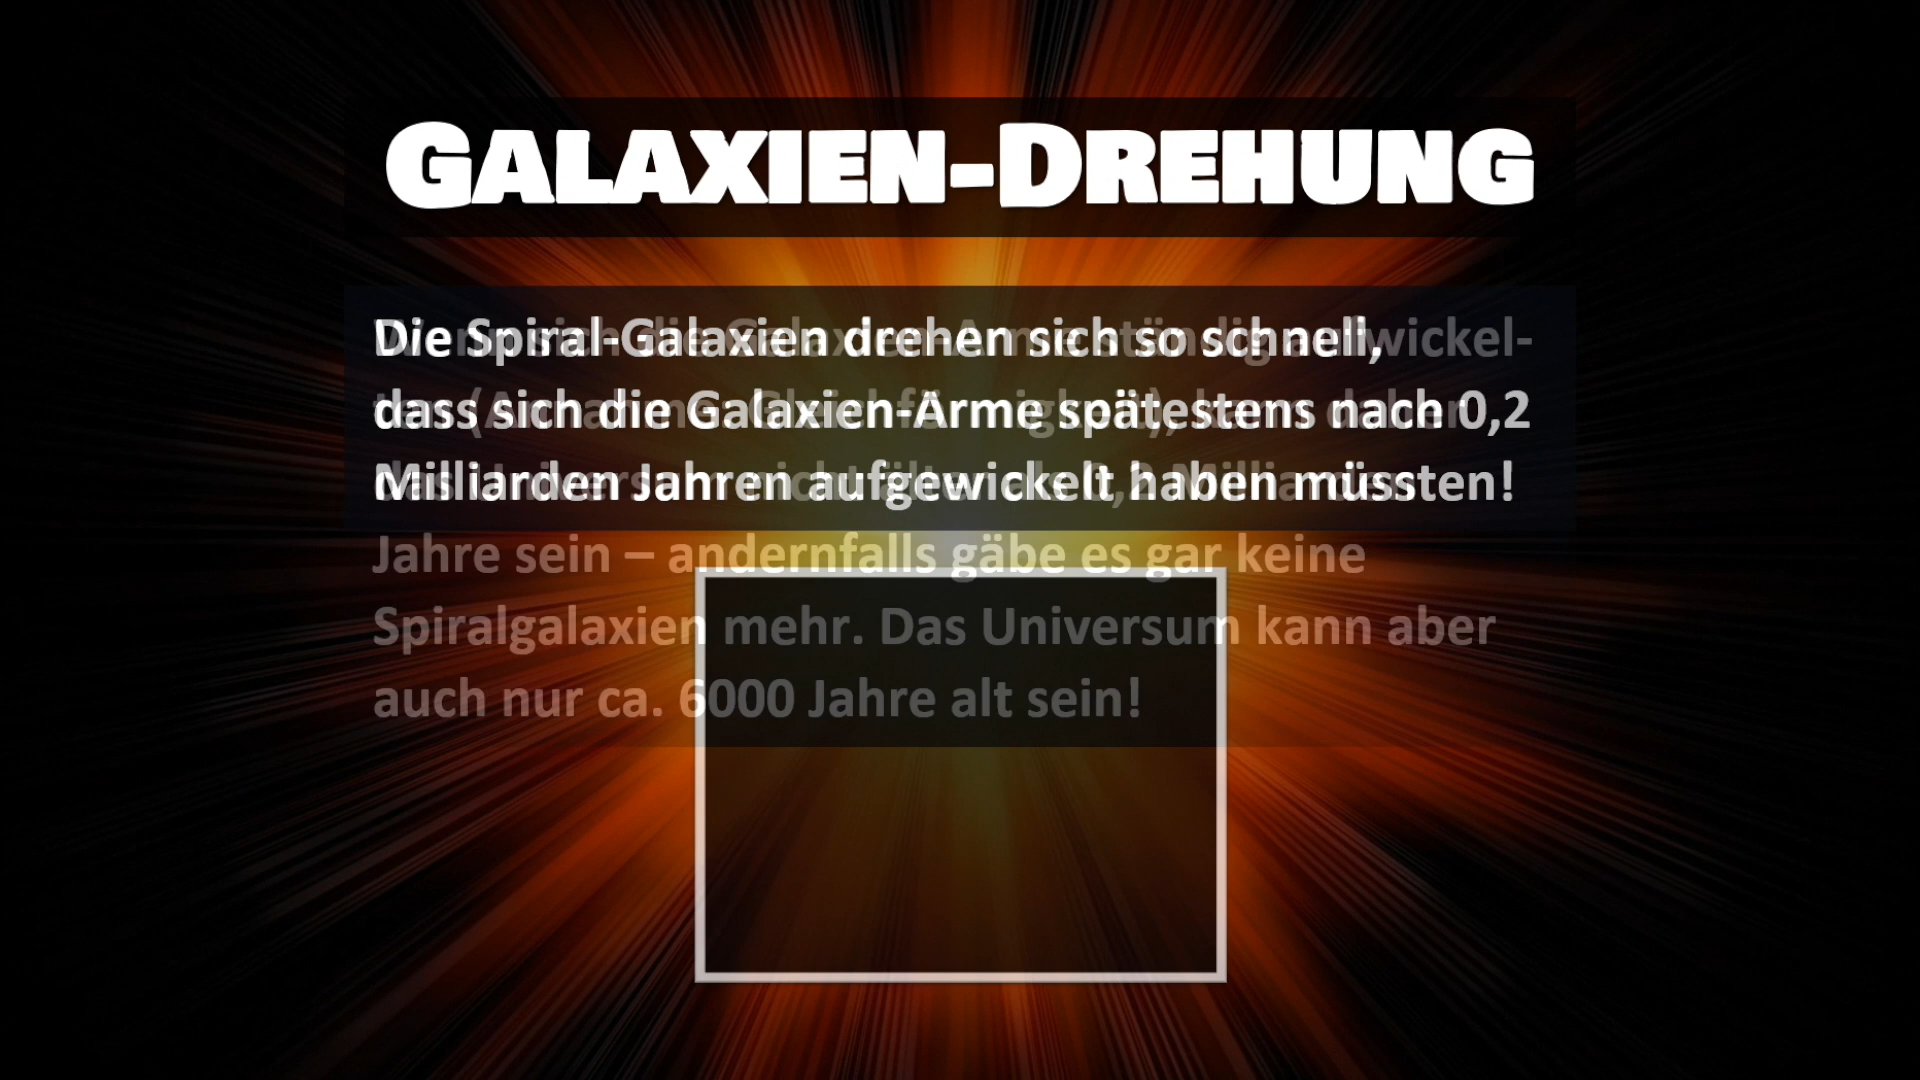 GALAXIEN-DREHUNG
Die Spiral-Galaxien drehen sich so schnell,
dass sich die Galaxien-Arme spätestens nach 0,2
Milliarden Jahren aufgewickelt haben müssten!
Jahre sein – andernfalls gäbe es gar keine
Spiralgalaxien mehr. Das Universum kann aber
auch nur ca. 6000 Jahre alt sein!